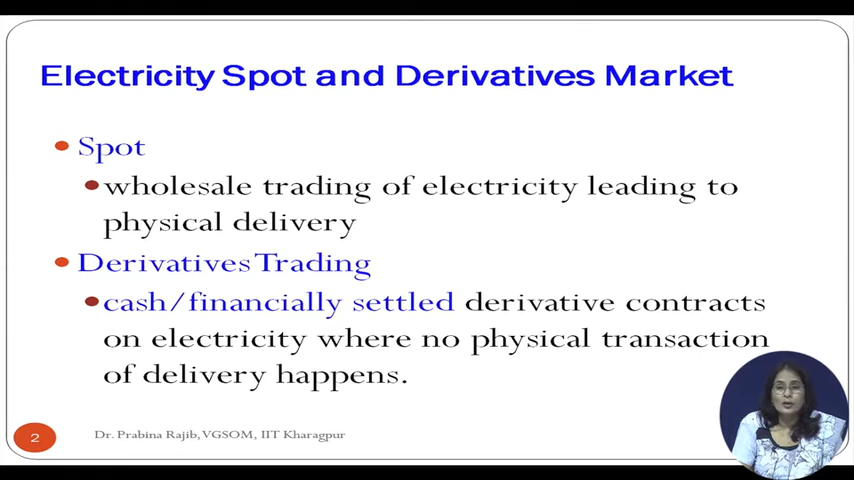 Electricity Spot and Derivatives Market
• Spot
• wholesale trading of electricity leading to
physical delivery
• Derivatives Trading
• cash/financially settled derivative contracts
on electricity where no physical transaction
of delivery happens.
2
Dr. Prabina Rajib, VGSOM, IIT Kharagpur